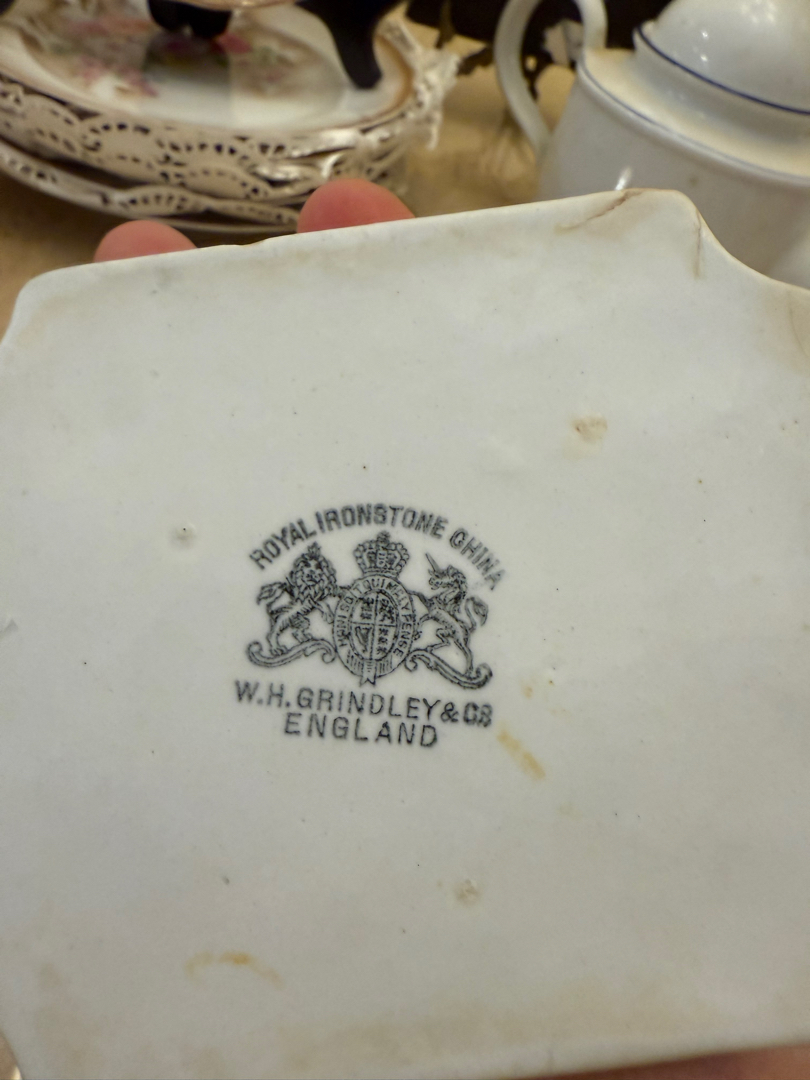 ROYAL IRONSTONE CHINA
W.H. GRINDLEY & CO
ENGLAND